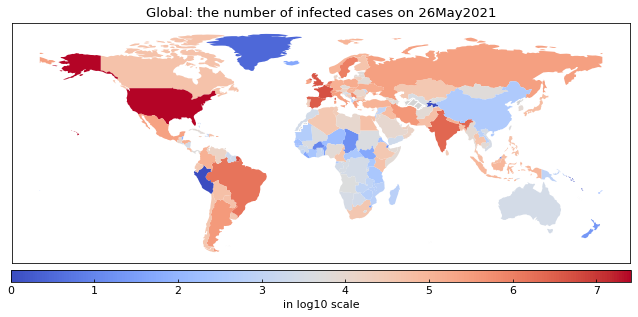 Global: the number of infected cases on 26May2021
0 1 2 3 4 5 6 7
in log10 scale